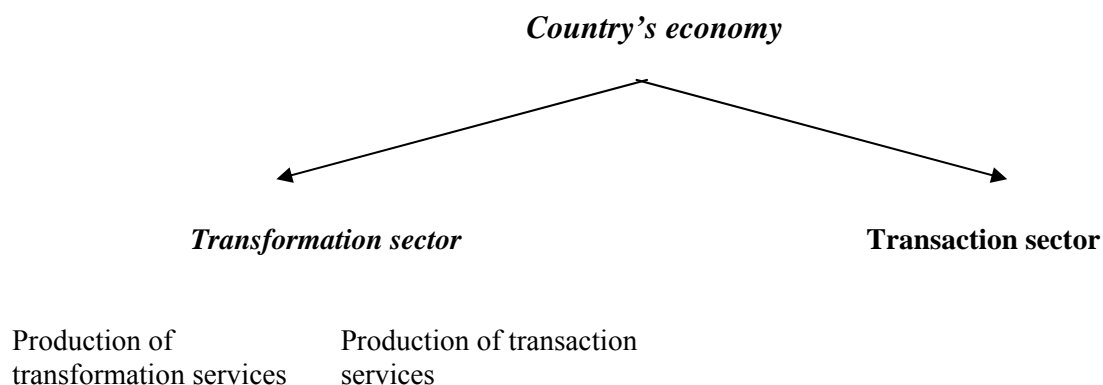 Country’s economy
Transformation sector
Transaction sector
Production of
transformation services
Production of transaction
services